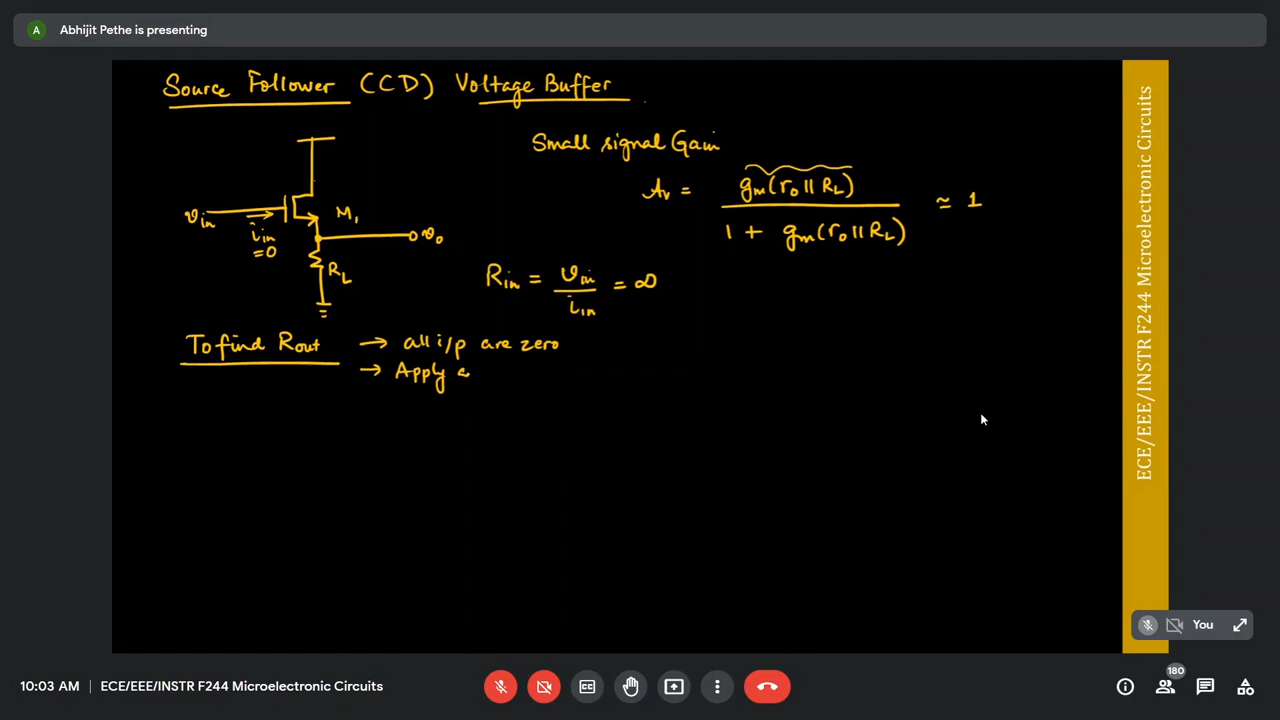 A Abhijit Pethe is presenting
Source Follower (CCD) Voltage Buffer
Small signal Gain
Av = gm(ro || RL) / 1 + gm(ro || RL) ≃ 1
vin
iin
=0
M1
vo
RL
Rin = vin / iin = ∞
To find Rout → all i/p are zero
→ Apply a
ECE/EEE/INSTR F244 Microelectronic Circuits
You
180
10:03 AM | ECE/EEE/INSTR F244 Microelectronic Circuits